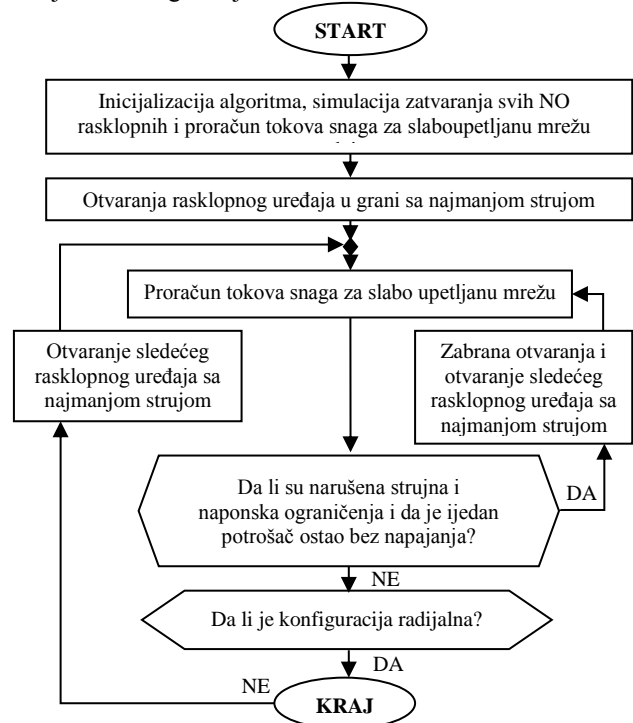 START
Inicijalizacija algoritma, simulacija zatvaranja svih NO
rasklopnih i proračun tokova snaga za slaboupetljanu mrežu
Otvaranja rasklopnog uređaja u grani sa najmanjom strujom
Proračun tokova snaga za slabo upetljanu mrežu
Otvaranje sledećeg
rasklopnog uređaja sa
najmanjom strujom
Zabrana otvaranja i
otvaranje sledećeg
rasklopnog uređaja sa
najmanjom strujom
Da li su narušena strujna i
naponska ograničenja i da je ijedan
potrošač ostao bez napajanja?
DA
NE
Da li je konfiguracija radijalna?
DA
NE
KRAJ